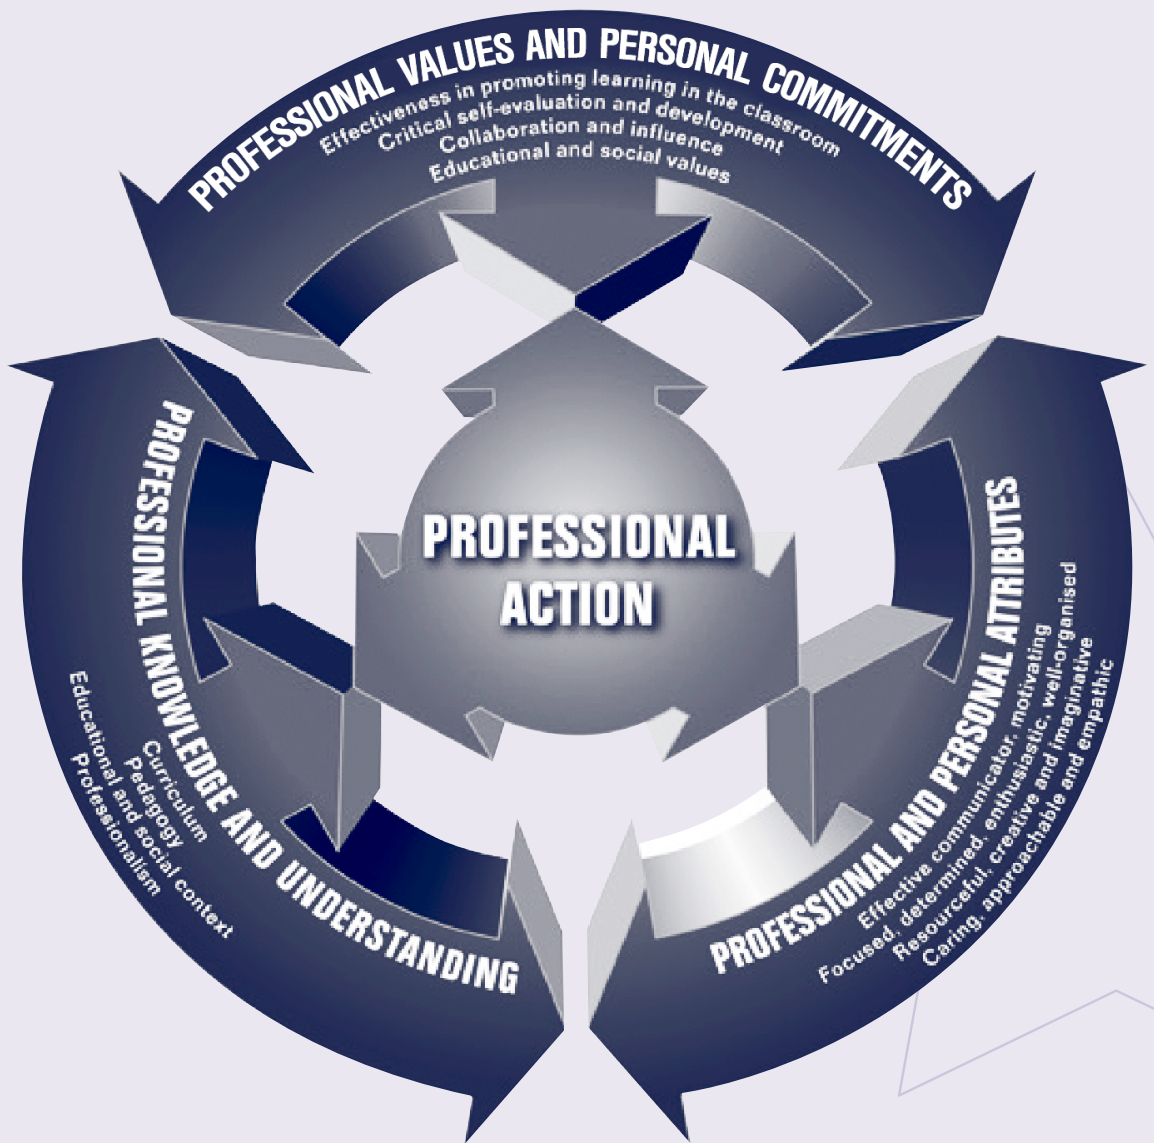 PROFESSIONAL VALUES AND PERSONAL COMMITMENTS
Effectiveness in promoting learning in the classroom
Critical self-evaluation and development
Collaboration and influence
Educational and social values
PROFESSIONAL
ACTION
PROFESSIONAL KNOWLEDGE AND UNDERSTANDING
Curriculum
Pedagogy
Educational and social context
Professionalism
PROFESSIONAL AND PERSONAL ATTRIBUTES
Effective communicator, motivating
Focused, determined, enthusiastic, well-organised
Resourceful, creative and imaginative
Caring, approachable and empathic